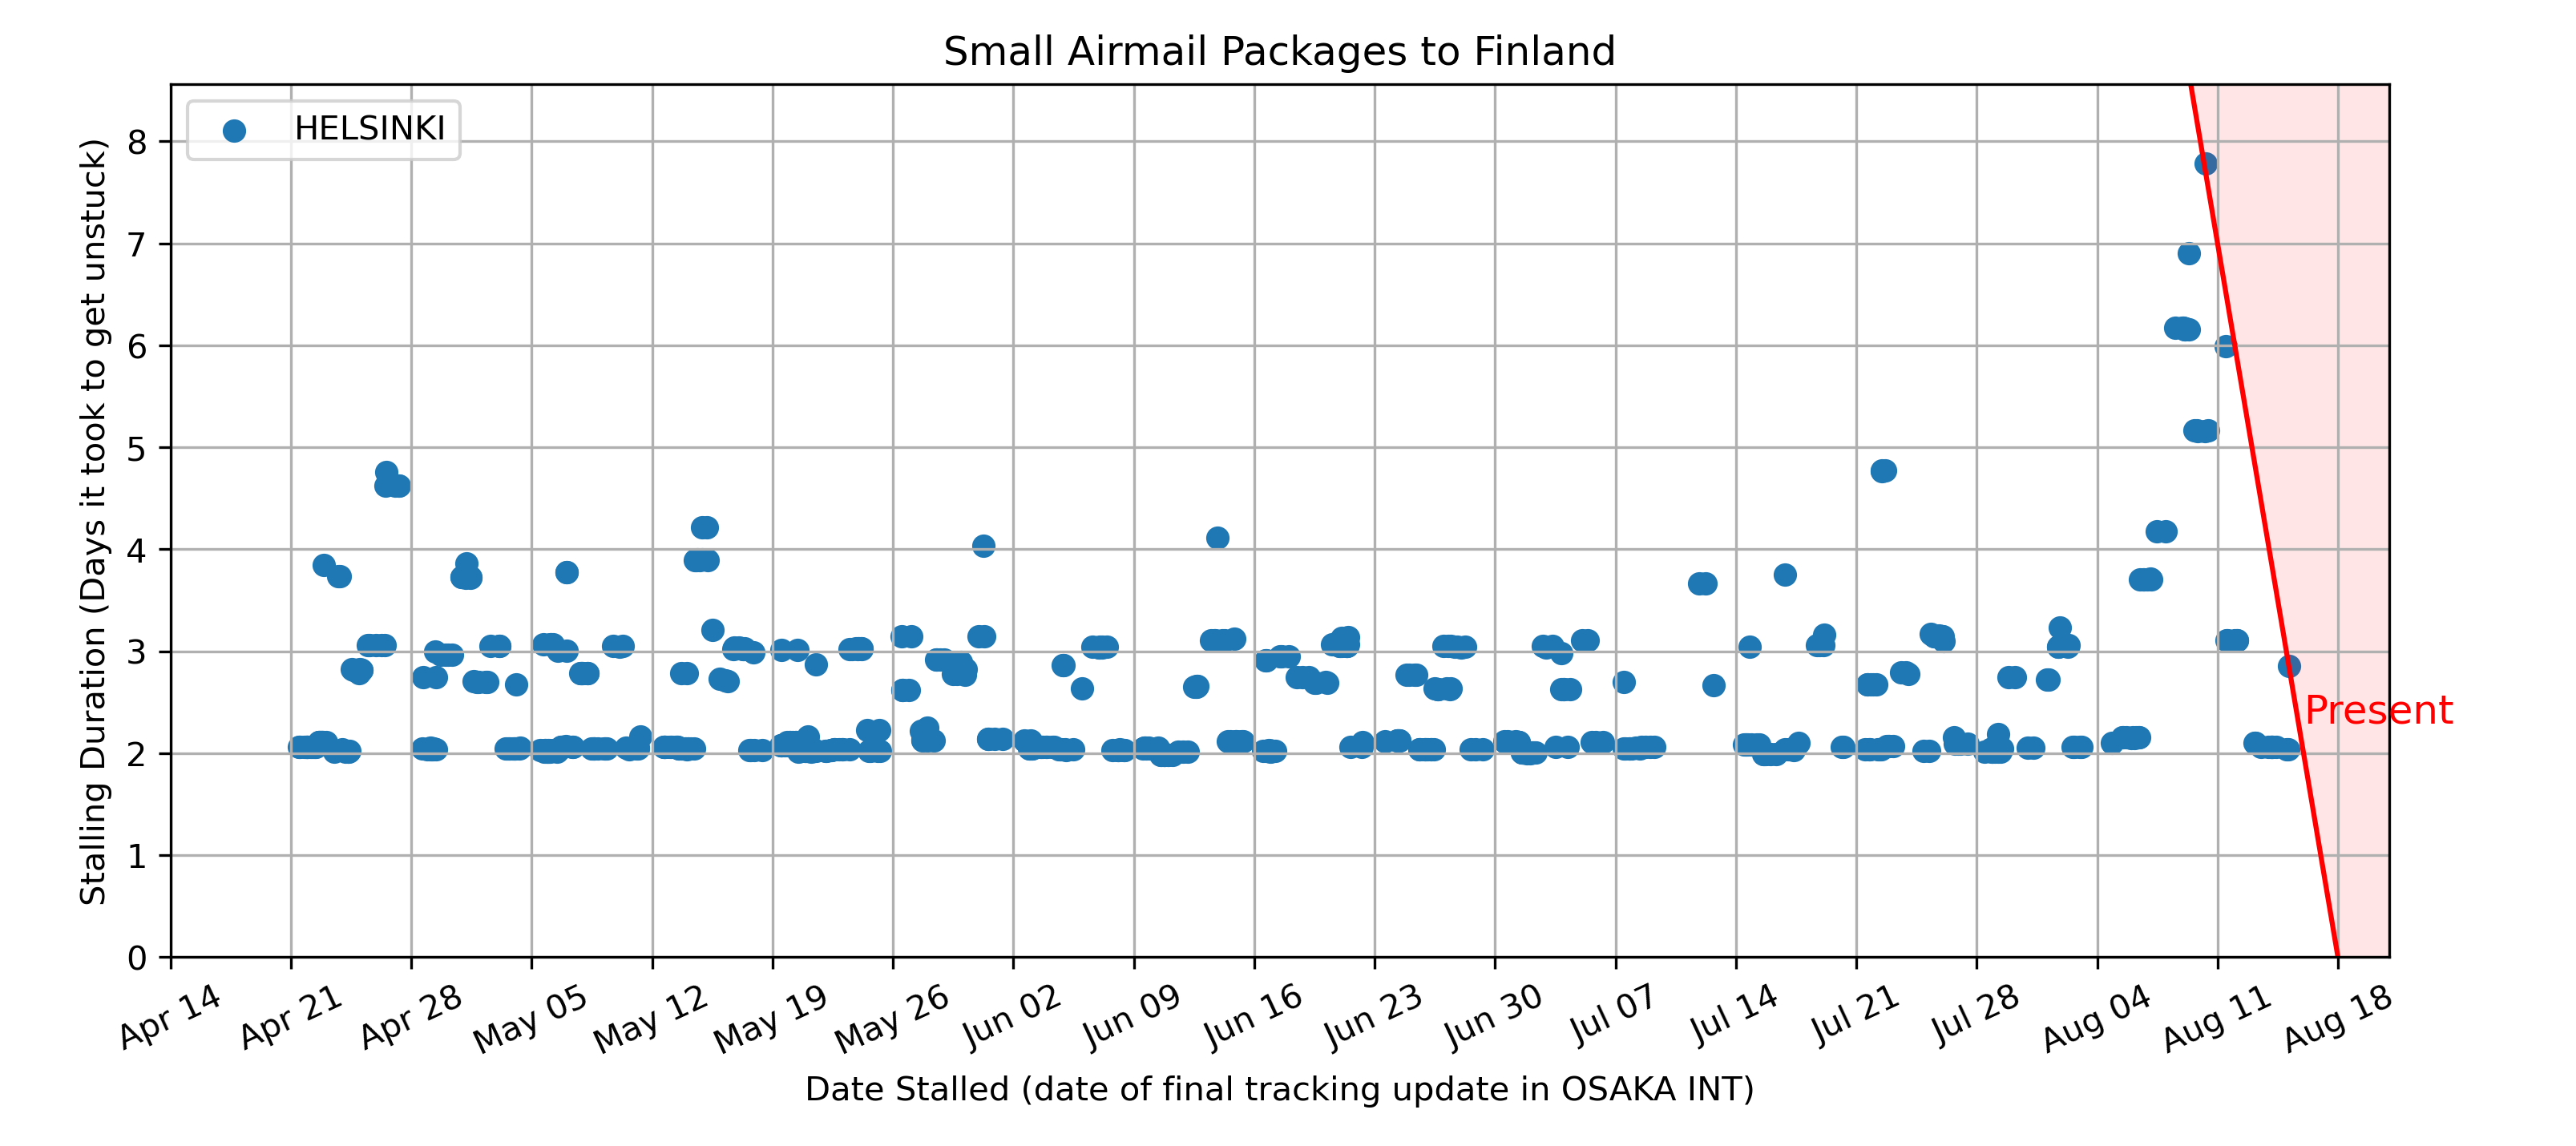 Small Airmail Packages to Finland
HELSINKI
Stalling Duration (Days it took to get unstuck)
8
7
6
5
4
3
2
1
0
Present
Apr 14
Apr 21
Apr 28
May 05
May 12
May 19
May 26
Jun 02
Jun 09
Jun 16
Jun 23
Jun 30
Jul 07
Jul 14
Jul 21
Jul 28
Aug 04
Aug 11
Aug 18
Date Stalled (date of final tracking update in OSAKA INT)